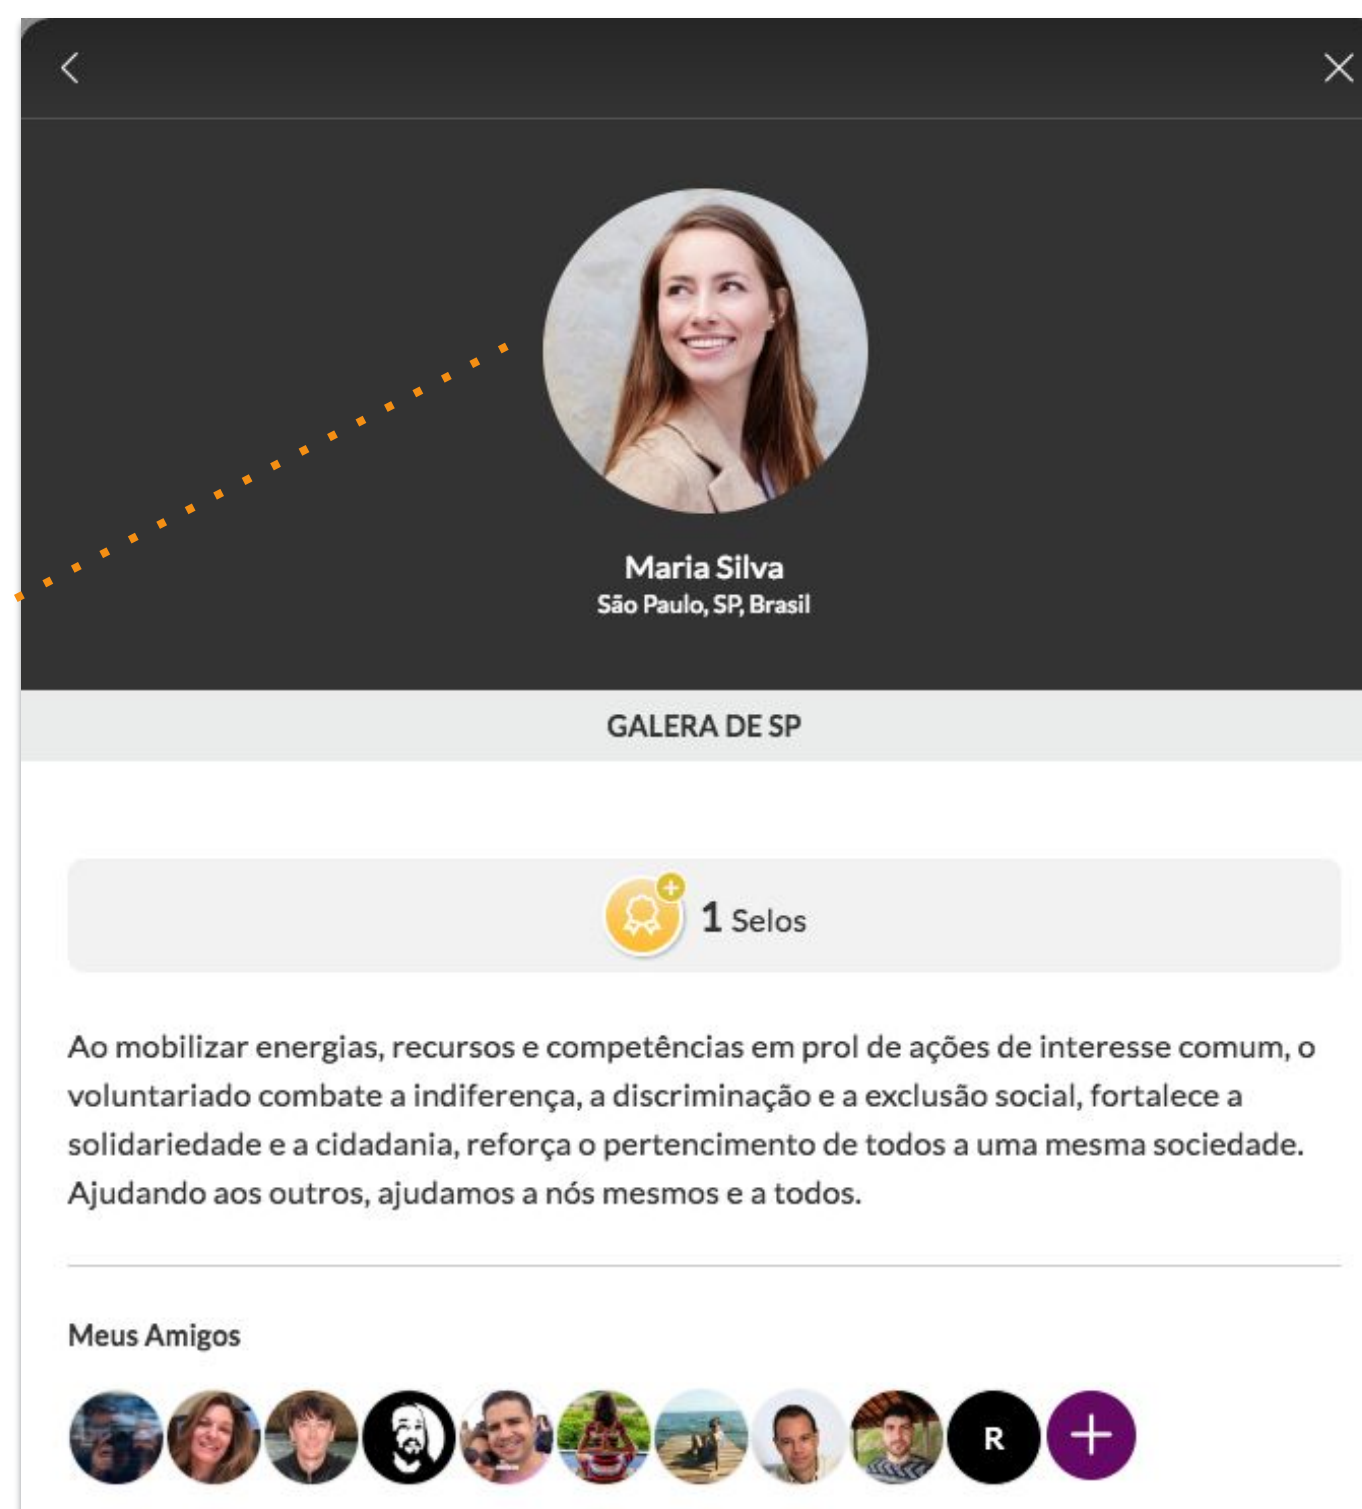 Maria Silva
São Paulo, SP, Brasil
GALERA DE SP
1 Selos
Ao mobilizar energias, recursos e competências em prol de ações de interesse comum, o
voluntariado combate a indiferença, a discriminação e a exclusão social, fortalece a
solidariedade e a cidadania, reforça o pertencimento de todos a uma mesma sociedade.
Ajudando aos outros, ajudamos a nós mesmos e a todos.
Meus Amigos
R